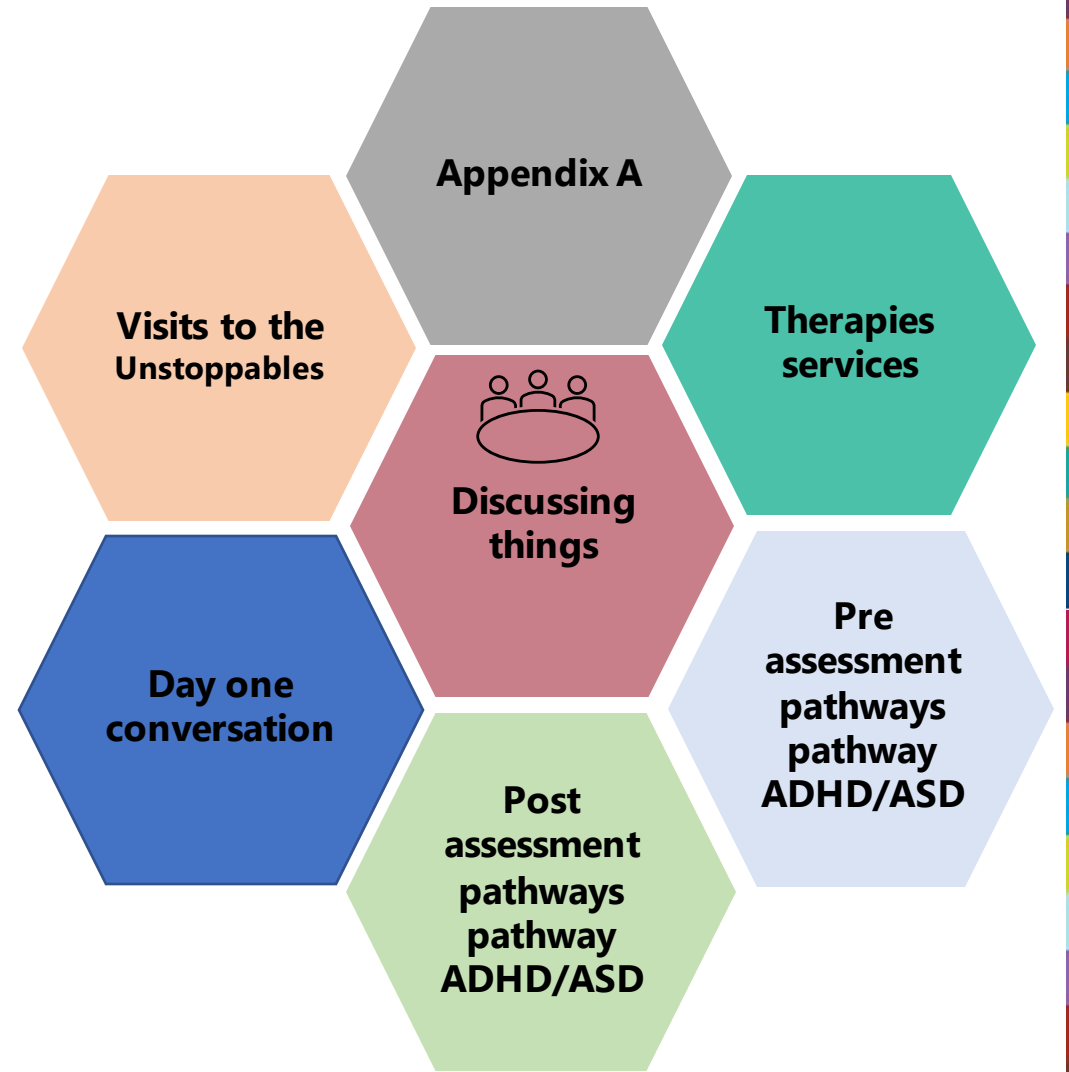 Appendix A
Visits to the
Unstoppables
Therapies
services
Discussing
things
Day one
conversation
Pre
assessment
pathways
pathway
ADHD/ASD
Post
assessment
pathways
pathway
ADHD/ASD